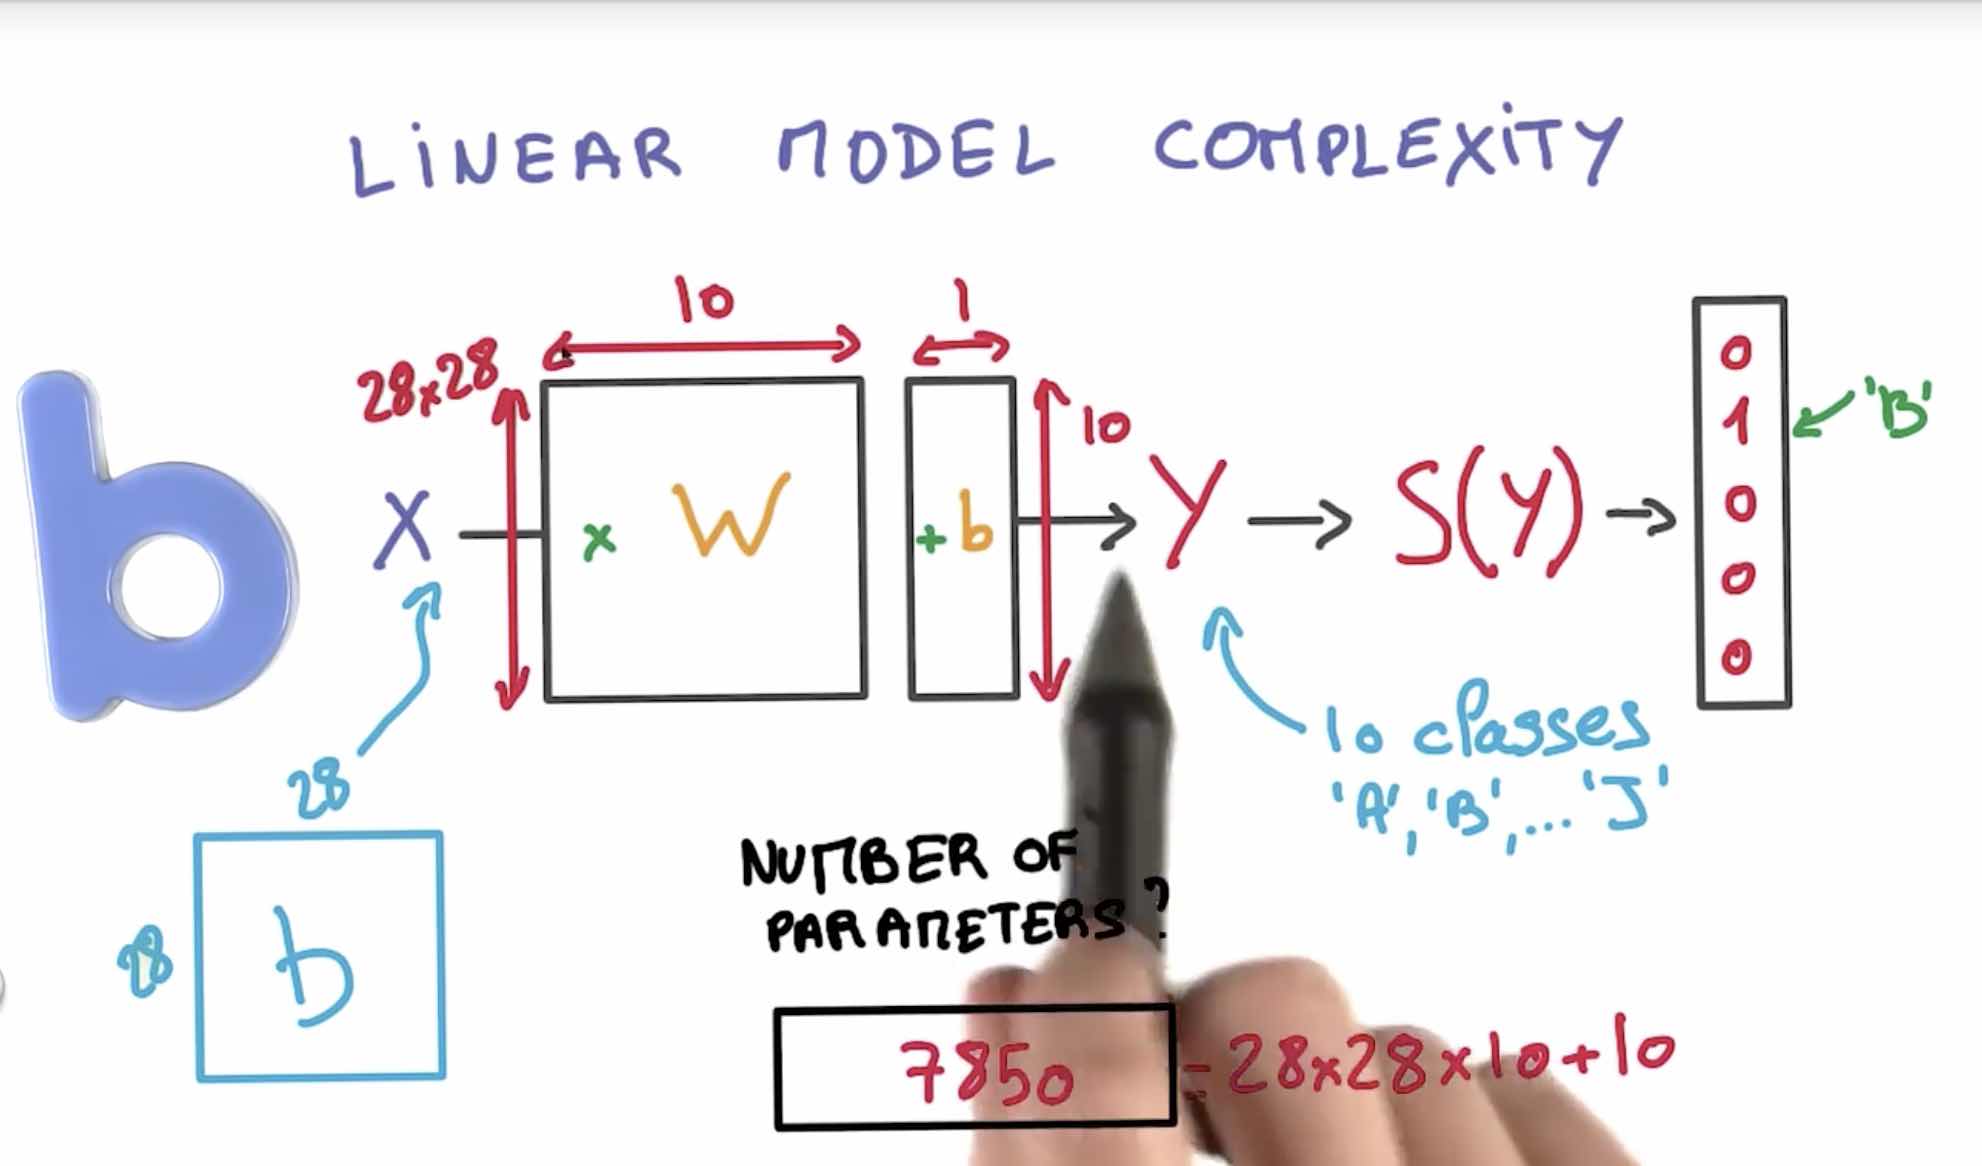 LINEAR MODEL COMPLEXITY
10
1
28x28
10
X
x W
+ b
Y
S(Y)
0
1
0
0
0
'B'
28
28
b
10 classes
'A', 'B', ... 'J'
NUMBER OF
PARAMETERS?
7850 = 28x28x10+10
b